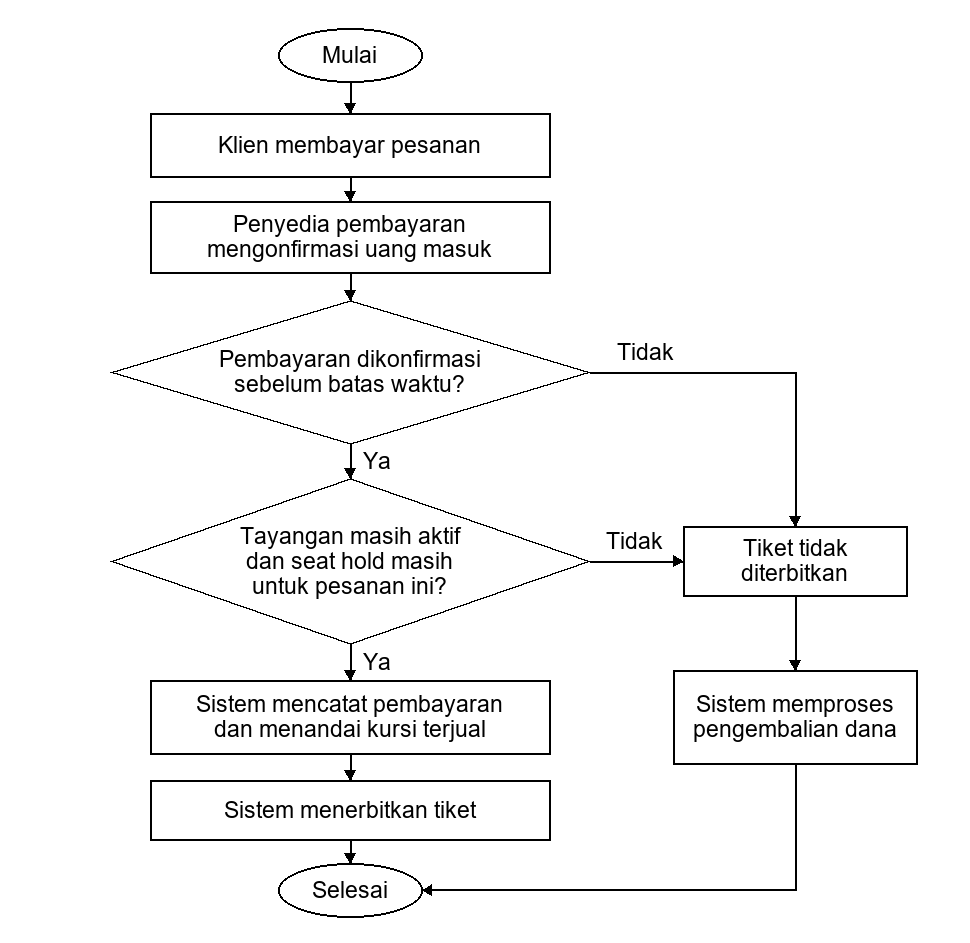 Mulai
Klien membayar pesanan
Penyedia pembayaran
mengonfirmasi uang masuk
Pembayaran dikonfirmasi
sebelum batas waktu?
Tidak
Ya
Tayangan masih aktif
dan seat hold masih
untuk pesanan ini?
Tidak
Tiket tidak
diterbitkan
Ya
Sistem mencatat pembayaran
dan menandai kursi terjual
Sistem memproses
pengembalian dana
Sistem menerbitkan tiket
Selesai